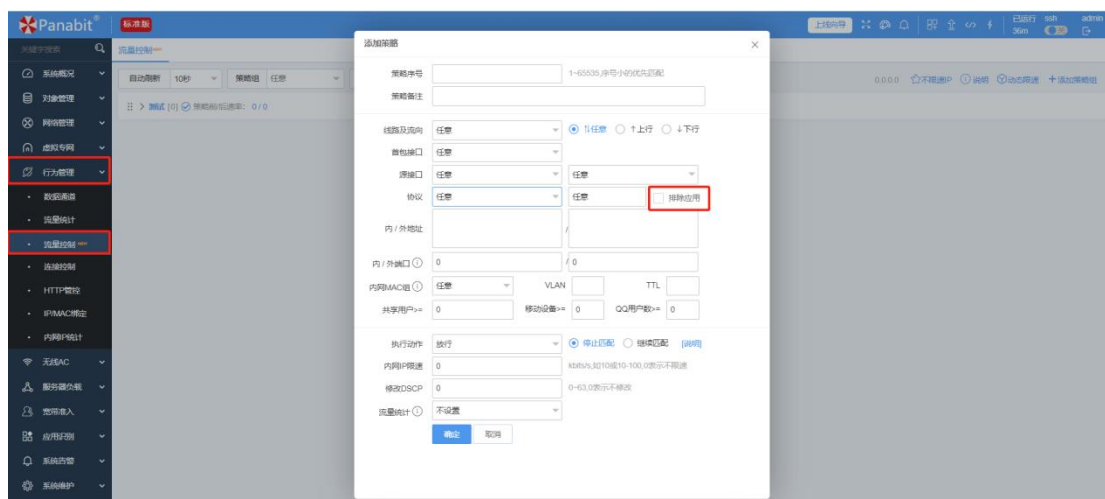 Panabit®
标准版
上线向导
已运行
36m
ssh
admin
关键字搜索
系统概况
对象管理
网络管理
虚拟专网
行为管理
数据通道
流量统计
流量控制
连接控制
HTTP管控
IP/MAC绑定
内网IP统计
无线AC
服务器负载
宽带准入
应用识别
系统告警
系统维护
流量控制
自动刷新 10秒 策略组 任意
0.0.0.0 不限速IP 说明 动态限速 +添加策略组
测试 [0] 策略前/后速率: 0/0
添加策略 ×
策略序号 1~65535,序号小的优先匹配
策略备注
线路及流向 任意 ⇅任意 ↑上行 ↓下行
首包接口 任意
源接口 任意 任意
协议 任意 任意 排除应用
内 / 外地址 /
内 / 外端口 0 / 0
内网MAC组 任意 VLAN TTL
共享用户>= 0 移动设备>= 0 QQ用户数>= 0
执行动作 放行 停止匹配 继续匹配 [说明]
内网IP限速 0 kbits/s,如10或10-100,0表示不限速
修改DSCP 0 0~63,0表示不修改
流量统计 不设置
确定 取消